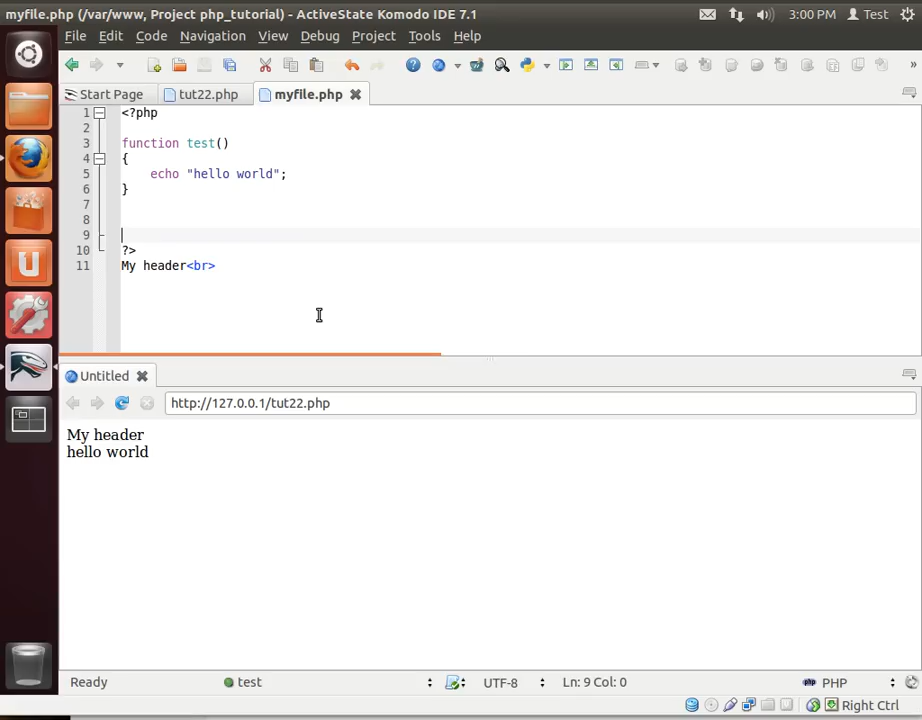 myfile.php (/var/www, Project php_tutorial) - ActiveState Komodo IDE 7.1
3:00 PM Test
File Edit Code Navigation View Debug Project Tools Help
Start Page tut22.php myfile.php
1 <?php
2
3 function test()
4 {
5 echo "hello world";
6 }
7
8
9
10 ?>
11 My header<br>
Untitled
http://127.0.0.1/tut22.php
My header
hello world
Ready test UTF-8 Ln: 9 Col: 0 php PHP
Right Ctrl